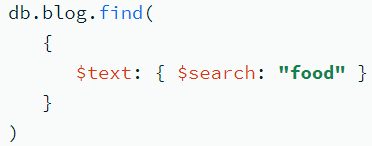 db.blog.find(
{
$text: { $search: "food" }
}
)